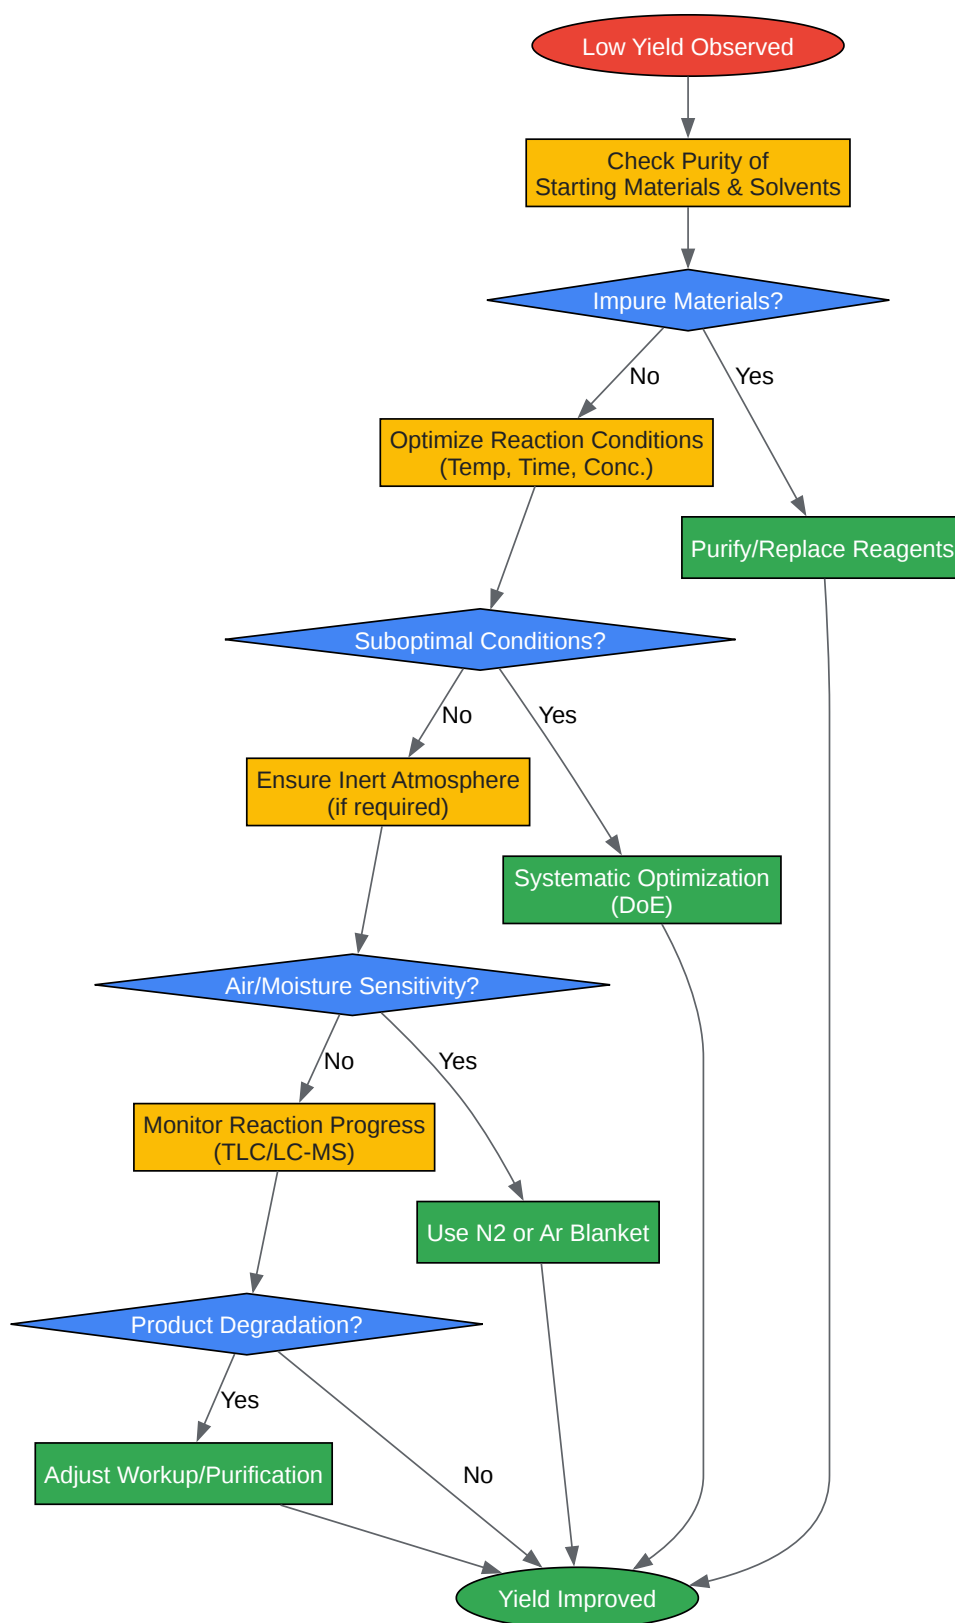 Low Yield Observed
Check Purity of
Starting Materials & Solvents
Impure Materials?
No
Yes
Optimize Reaction Conditions
(Temp, Time, Conc.)
Purify/Replace Reagents
Suboptimal Conditions?
No
Yes
Ensure Inert Atmosphere
(if required)
Systematic Optimization
(DoE)
Air/Moisture Sensitivity?
No
Yes
Monitor Reaction Progress
(TLC/LC-MS)
Use N2 or Ar Blanket
Product Degradation?
Yes
No
Adjust Workup/Purification
Yield Improved